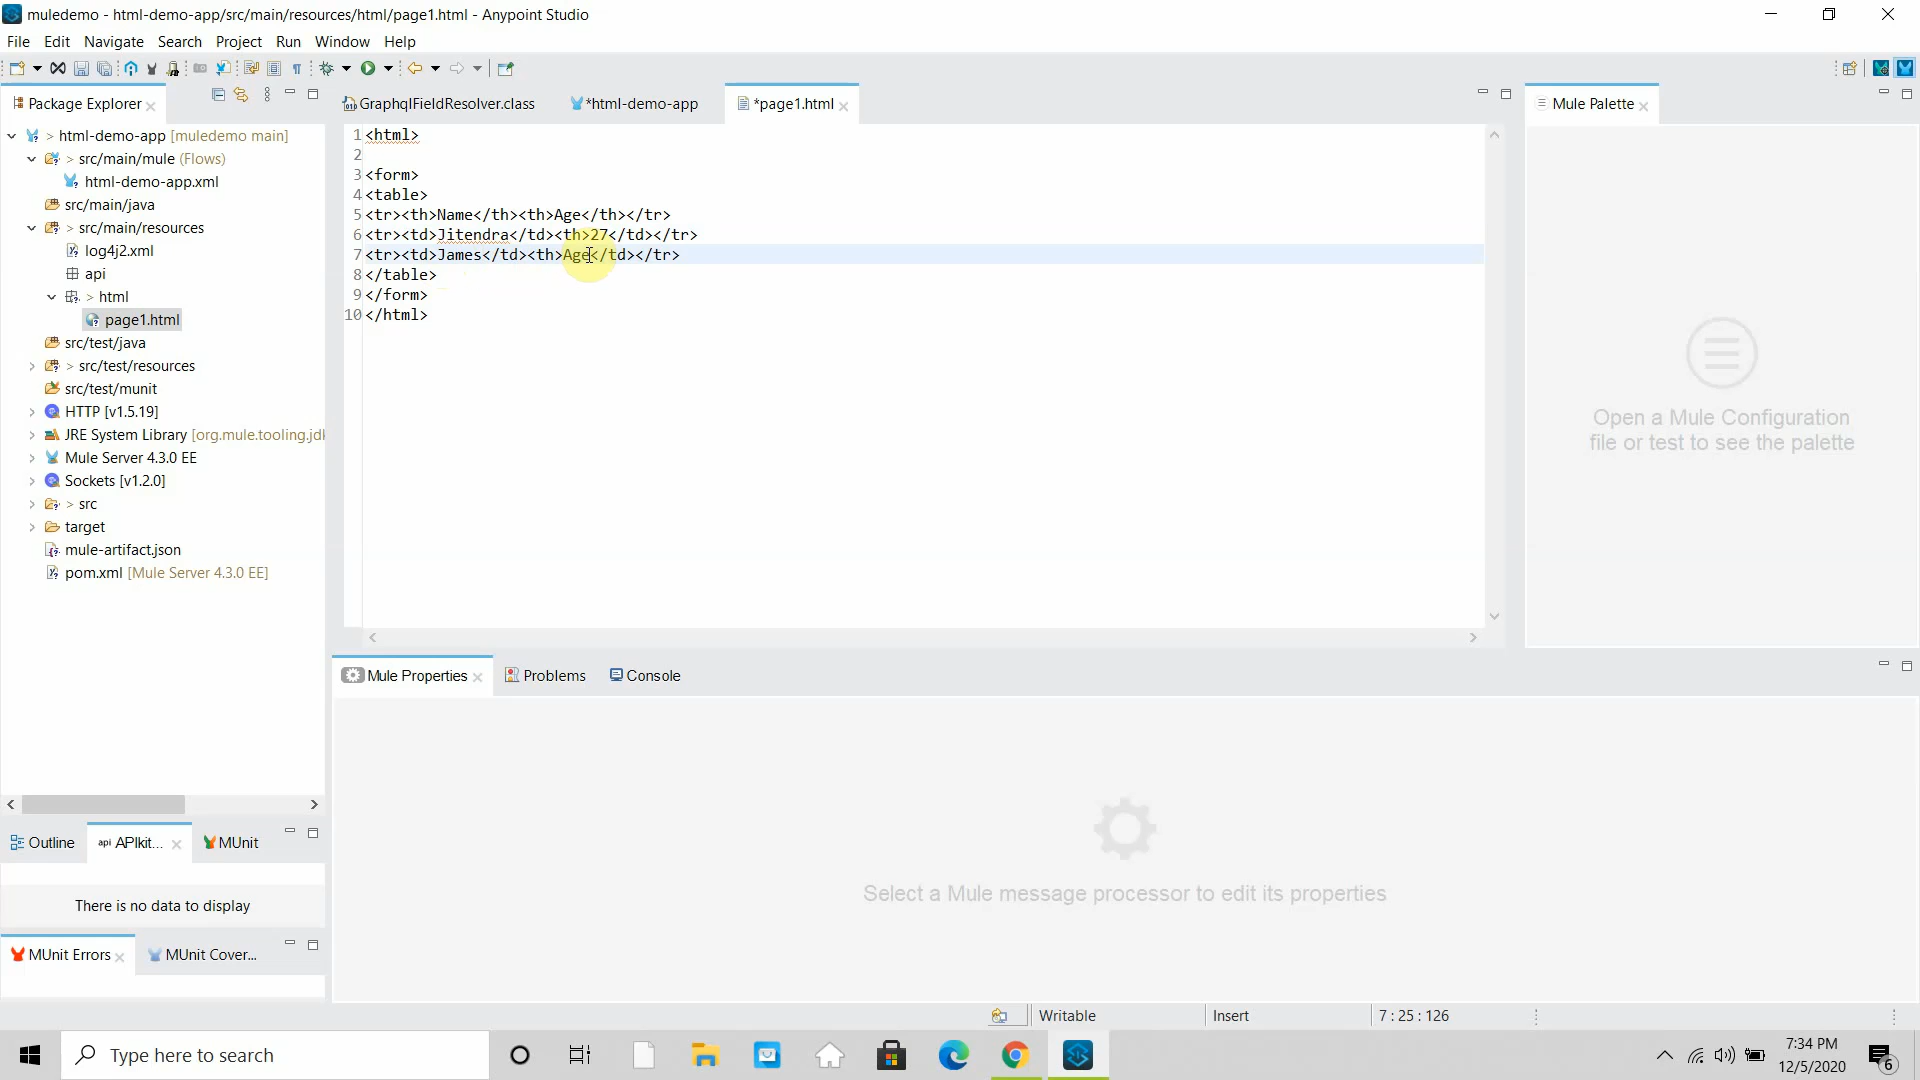 muledemo - html-demo-app/src/main/resources/html/page1.html - Anypoint Studio
File Edit Navigate Search Project Run Window Help
Package Explorer
GraphqlFieldResolver.class
*html-demo-app
*page1.html
Mule Palette
> html-demo-app [muledemo main]
> src/main/mule (Flows)
html-demo-app.xml
src/main/java
> src/main/resources
log4j2.xml
api
> html
page1.html
src/test/java
> src/test/resources
src/test/munit
HTTP [v1.5.19]
JRE System Library [org.mule.tooling.jdk
Mule Server 4.3.0 EE
Sockets [v1.2.0]
> src
target
mule-artifact.json
pom.xml [Mule Server 4.3.0 EE]
1 <html>
2
3 <form>
4 <table>
5 <tr><th>Name</th><th>Age</th></tr>
6 <tr><td>Jitendra</td><th>27</td></tr>
7 <tr><td>James</td><th>Age</td></tr>
8 </table>
9 </form>
10 </html>
Open a Mule Configuration
file or test to see the palette
Mule Properties
Problems
Console
Select a Mule message processor to edit its properties
Outline
api APIkit...
MUnit
There is no data to display
MUnit Errors
MUnit Cover...
Writable
Insert
7 : 25 : 126
Type here to search
7:34 PM
12/5/2020
6